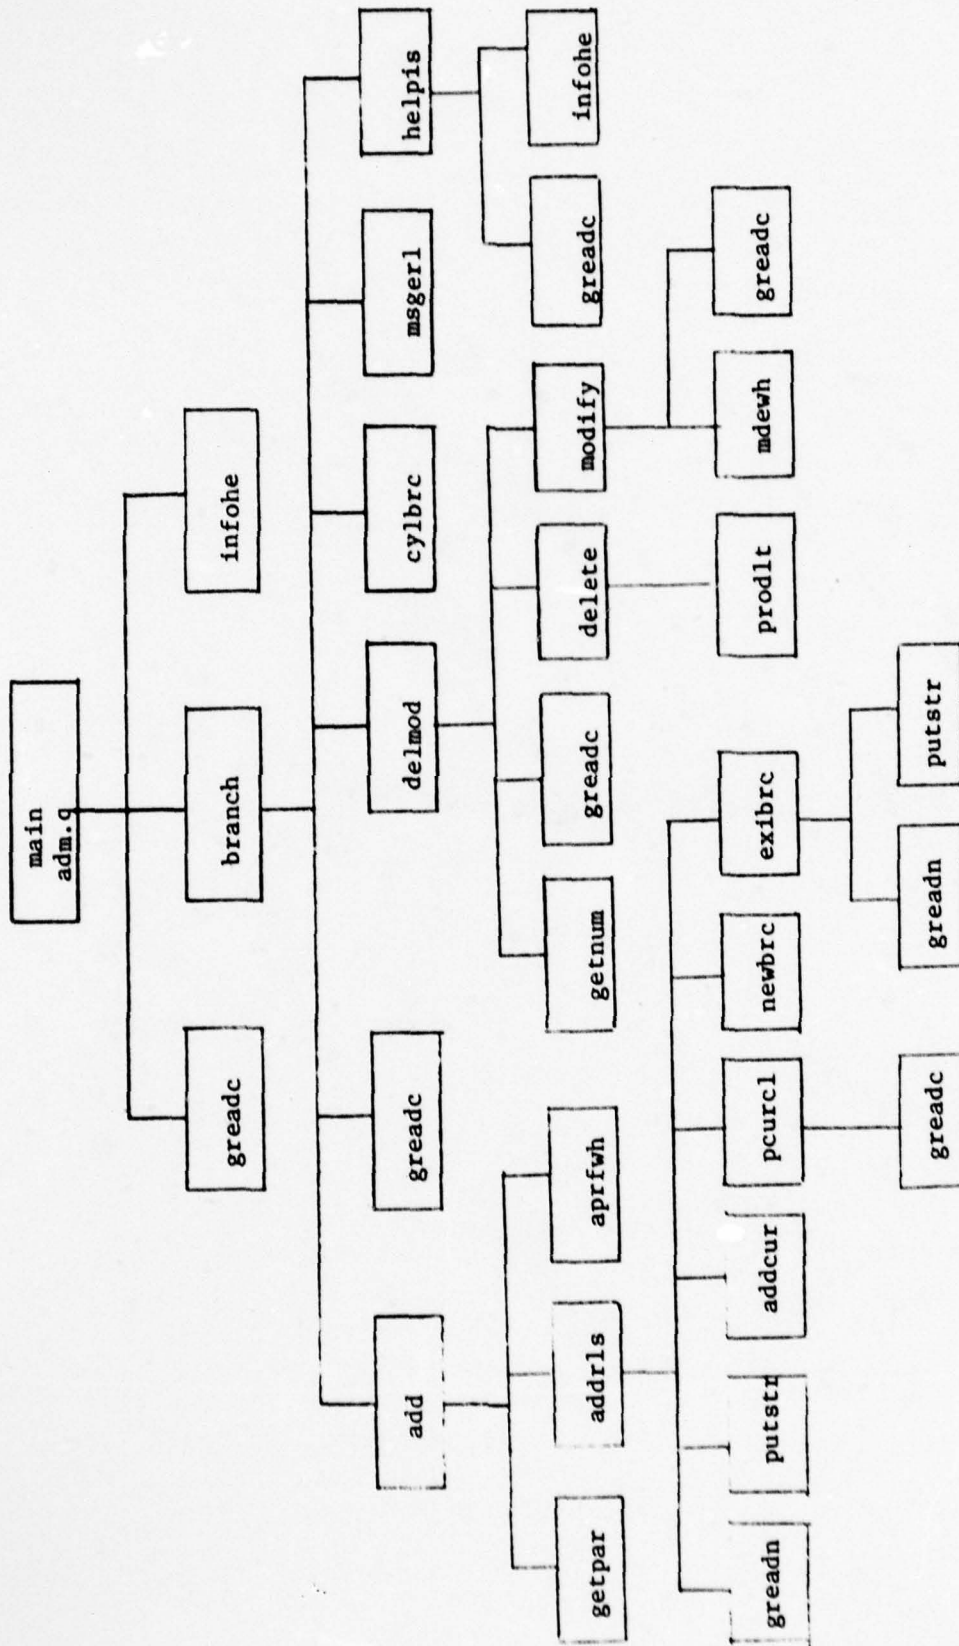 main
adm.q
greadc
branch
infohe
add
greadc
delmod
cylbrc
msgerl
helpis
getpar
addrls
aprfwh
getnum
greadc
delete
modify
greadc
infohe
greadn
putstr
addcur
pcurcl
newbrc
exibrc
prodlt
mdewh
greadc
greadc
greadn
putstr